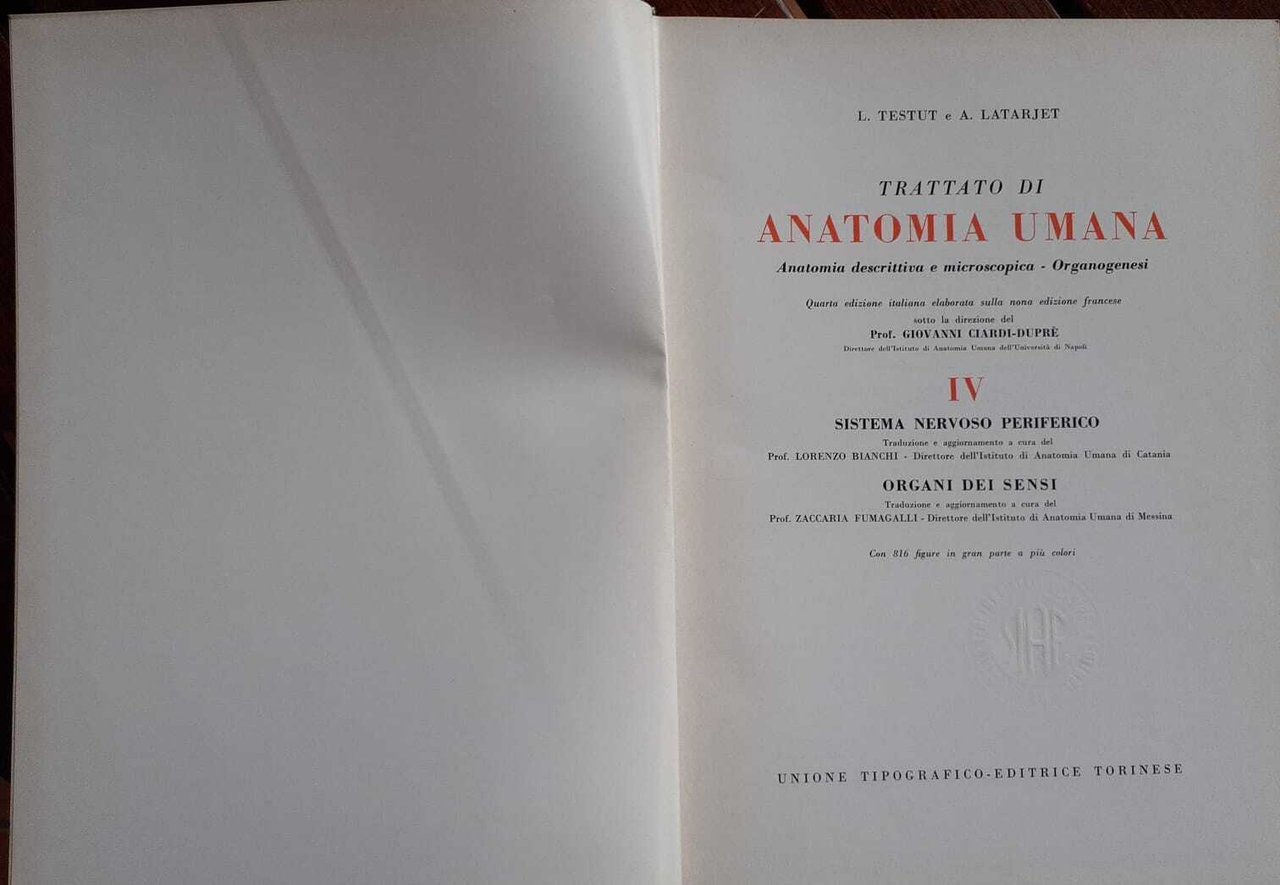 L. TESTUT e A. LATARJET
TRATTATO DI
ANATOMIA UMANA
Anatomia descrittiva e microscopica - Organogenesi
Quarta edizione italiana elaborata sulla nona edizione francese
sotto la direzione del
Prof. GIOVANNI CIARDI-DUPRÈ
Direttore dell'Istituto di Anatomia Umana dell'Università di Napoli
IV
SISTEMA NERVOSO PERIFERICO
Traduzione e aggiornamento a cura del
Prof. LORENZO BIANCHI - Direttore dell'Istituto di Anatomia Umana di Catania
ORGANI DEI SENSI
Traduzione e aggiornamento a cura del
Prof. ZACCARIA FUMAGALLI - Direttore dell'Istituto di Anatomia Umana di Messina
Con 816 figure in gran parte a più colori
SIAE
UNIONE TIPOGRAFICO-EDITRICE TORINESE